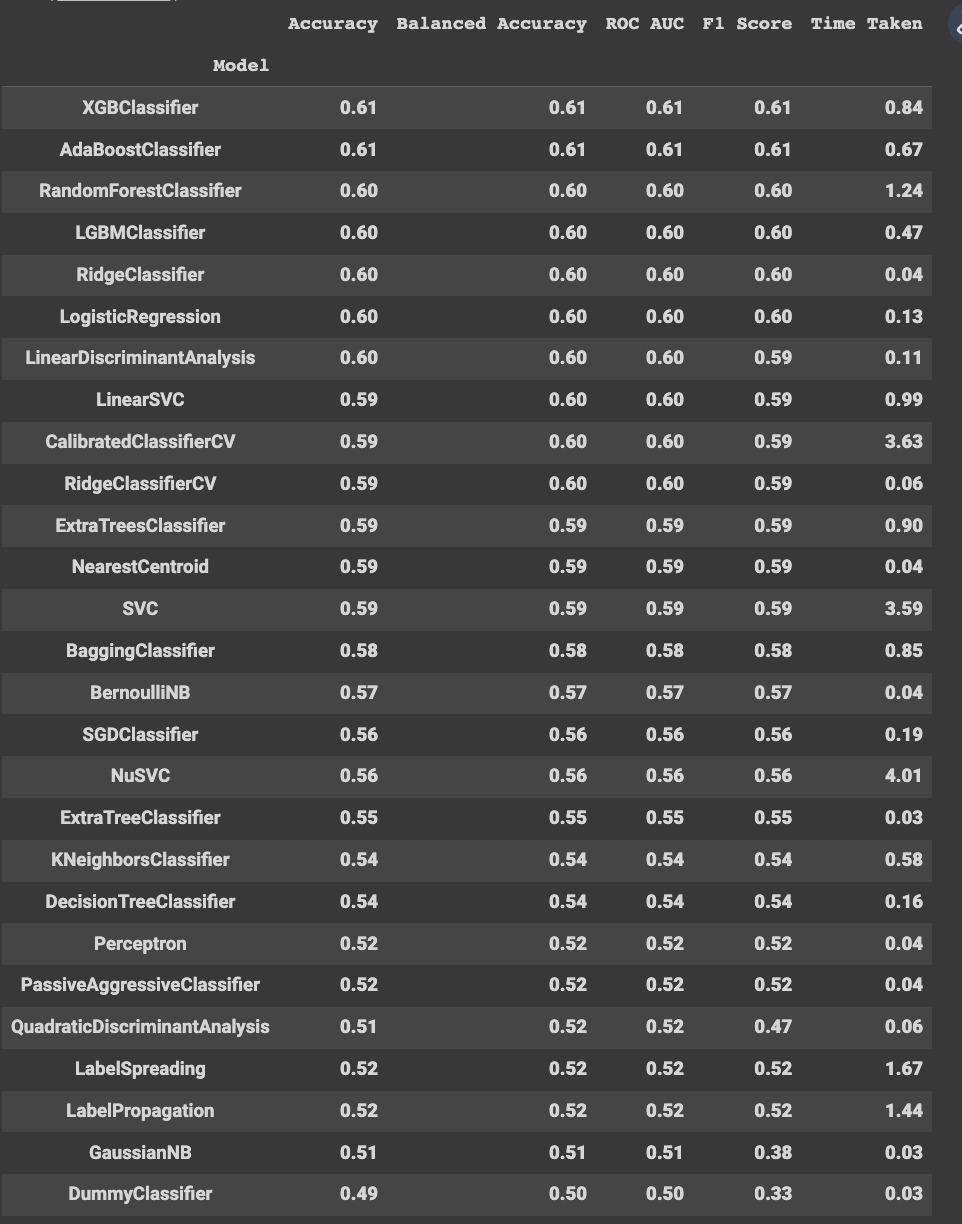 Accuracy Balanced Accuracy ROC AUC F1 Score Time Taken
Model
XGBClassifier 0.61 0.61 0.61 0.61 0.84
AdaBoostClassifier 0.61 0.61 0.61 0.61 0.67
RandomForestClassifier 0.60 0.60 0.60 0.60 1.24
LGBMClassifier 0.60 0.60 0.60 0.60 0.47
RidgeClassifier 0.60 0.60 0.60 0.60 0.04
LogisticRegression 0.60 0.60 0.60 0.60 0.13
LinearDiscriminantAnalysis 0.60 0.60 0.60 0.59 0.11
LinearSVC 0.59 0.60 0.60 0.59 0.99
CalibratedClassifierCV 0.59 0.60 0.60 0.59 3.63
RidgeClassifierCV 0.59 0.60 0.60 0.59 0.06
ExtraTreesClassifier 0.59 0.59 0.59 0.59 0.90
NearestCentroid 0.59 0.59 0.59 0.59 0.04
SVC 0.59 0.59 0.59 0.59 3.59
BaggingClassifier 0.58 0.58 0.58 0.58 0.85
BernoulliNB 0.57 0.57 0.57 0.57 0.04
SGDClassifier 0.56 0.56 0.56 0.56 0.19
NuSVC 0.56 0.56 0.56 0.56 4.01
ExtraTreeClassifier 0.55 0.55 0.55 0.55 0.03
KNeighborsClassifier 0.54 0.54 0.54 0.54 0.58
DecisionTreeClassifier 0.54 0.54 0.54 0.54 0.16
Perceptron 0.52 0.52 0.52 0.52 0.04
PassiveAggressiveClassifier 0.52 0.52 0.52 0.52 0.04
QuadraticDiscriminantAnalysis 0.51 0.52 0.52 0.47 0.06
LabelSpreading 0.52 0.52 0.52 0.52 1.67
LabelPropagation 0.52 0.52 0.52 0.52 1.44
GaussianNB 0.51 0.51 0.51 0.38 0.03
DummyClassifier 0.49 0.50 0.50 0.33 0.03